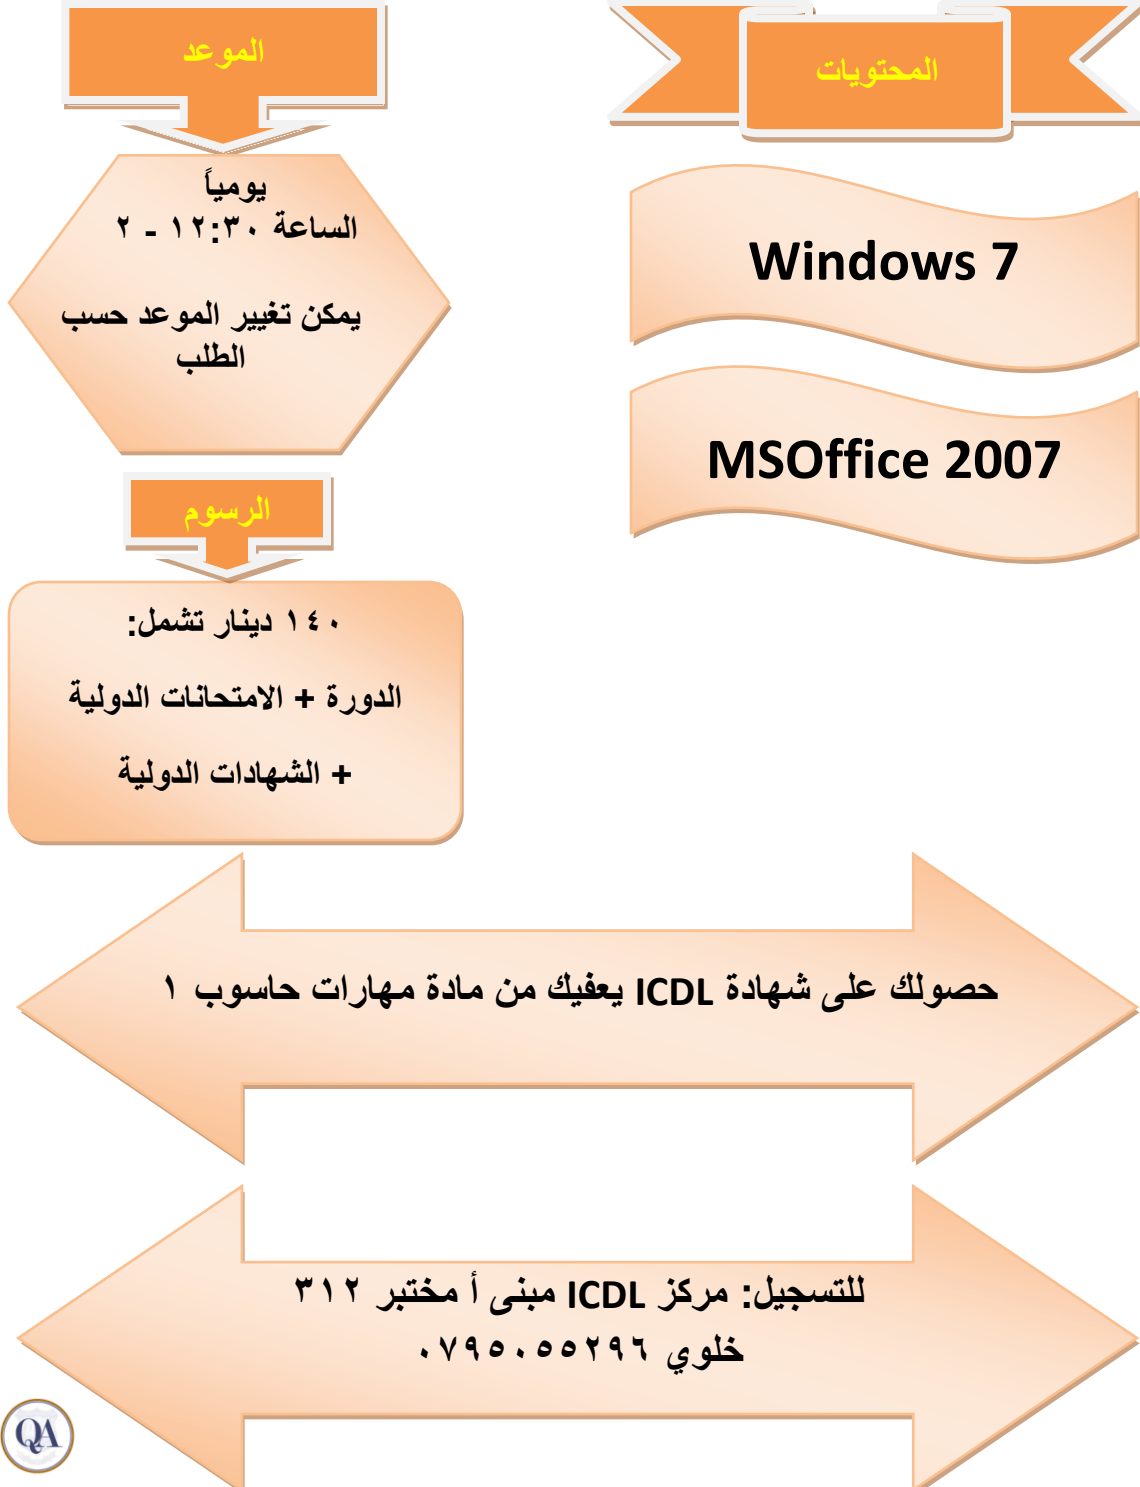 المحتويات
Windows 7
MSOffice 2007
الموعد
يومياً
الساعة ١٢:٣٠ - ٢
يمكن تغيير الموعد حسب
الطلب
الرسوم
١٤٠ دينار تشمل:
الدورة + الامتحانات الدولية
+ الشهادات الدولية
حصولك على شهادة ICDL يعفيك من مادة مهارات حاسوب ١
للتسجيل: مركز ICDL مبنى أ مختبر ٣١٢
خلوي ٠٧٩٥٠٥٥٢٩٦
QA